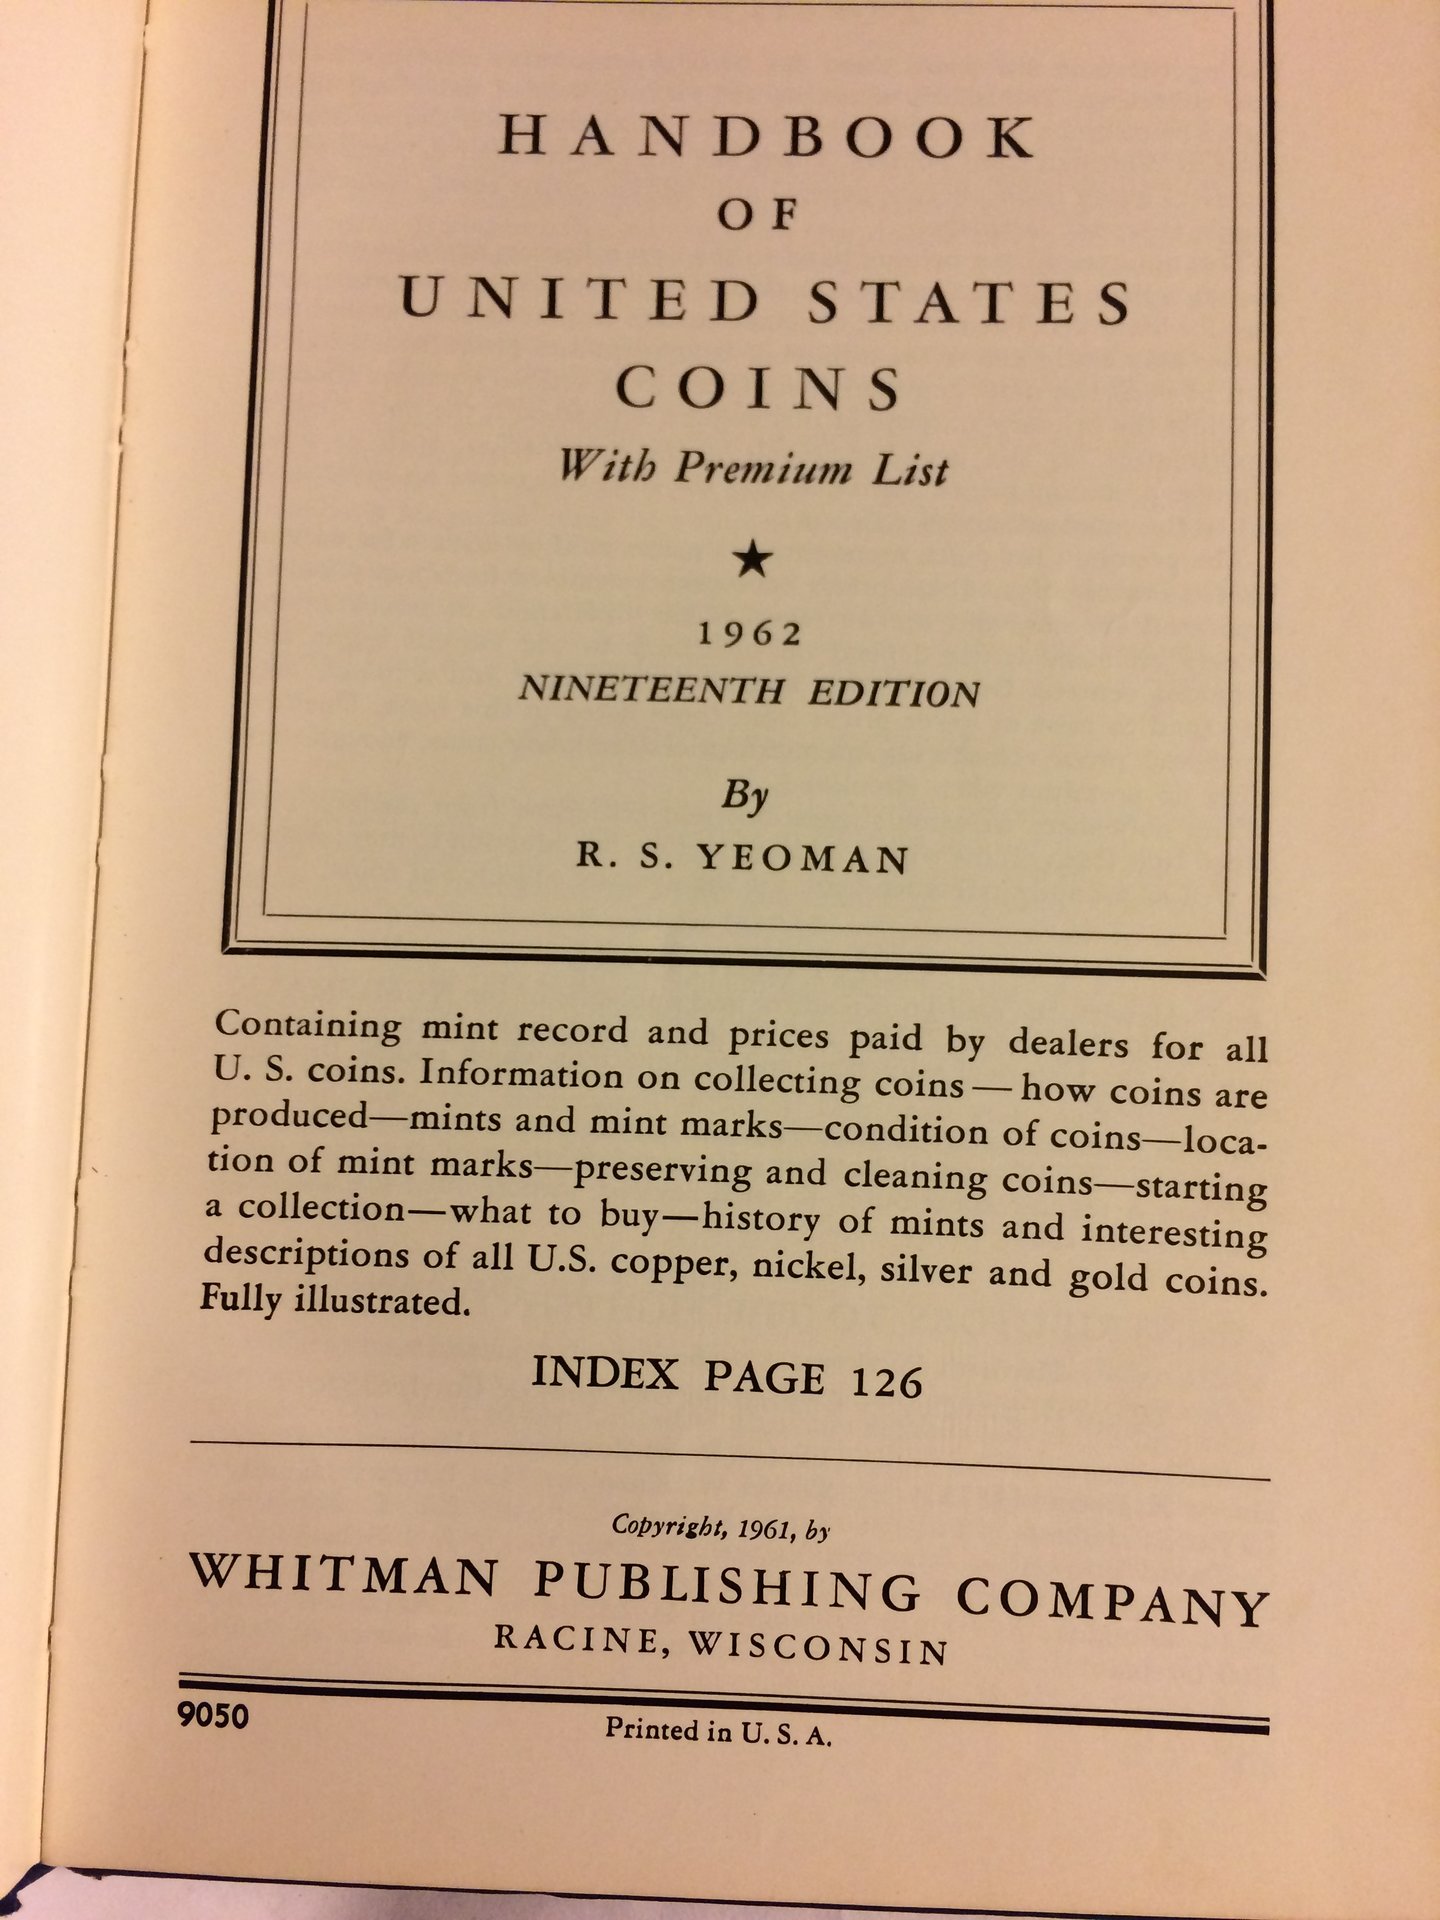 HANDBOOK
OF
UNITED STATES
COINS
With Premium List
★
1962
NINETEENTH EDITION
By
R. S. YEOMAN
Containing mint record and prices paid by dealers for all
U. S. coins. Information on collecting coins — how coins are
produced—mints and mint marks—condition of coins—loca-
tion of mint marks—preserving and cleaning coins—starting
a collection—what to buy—history of mints and interesting
descriptions of all U.S. copper, nickel, silver and gold coins.
Fully illustrated.
INDEX PAGE 126
Copyright, 1961, by
WHITMAN PUBLISHING COMPANY
RACINE, WISCONSIN
9050
Printed in U. S. A.